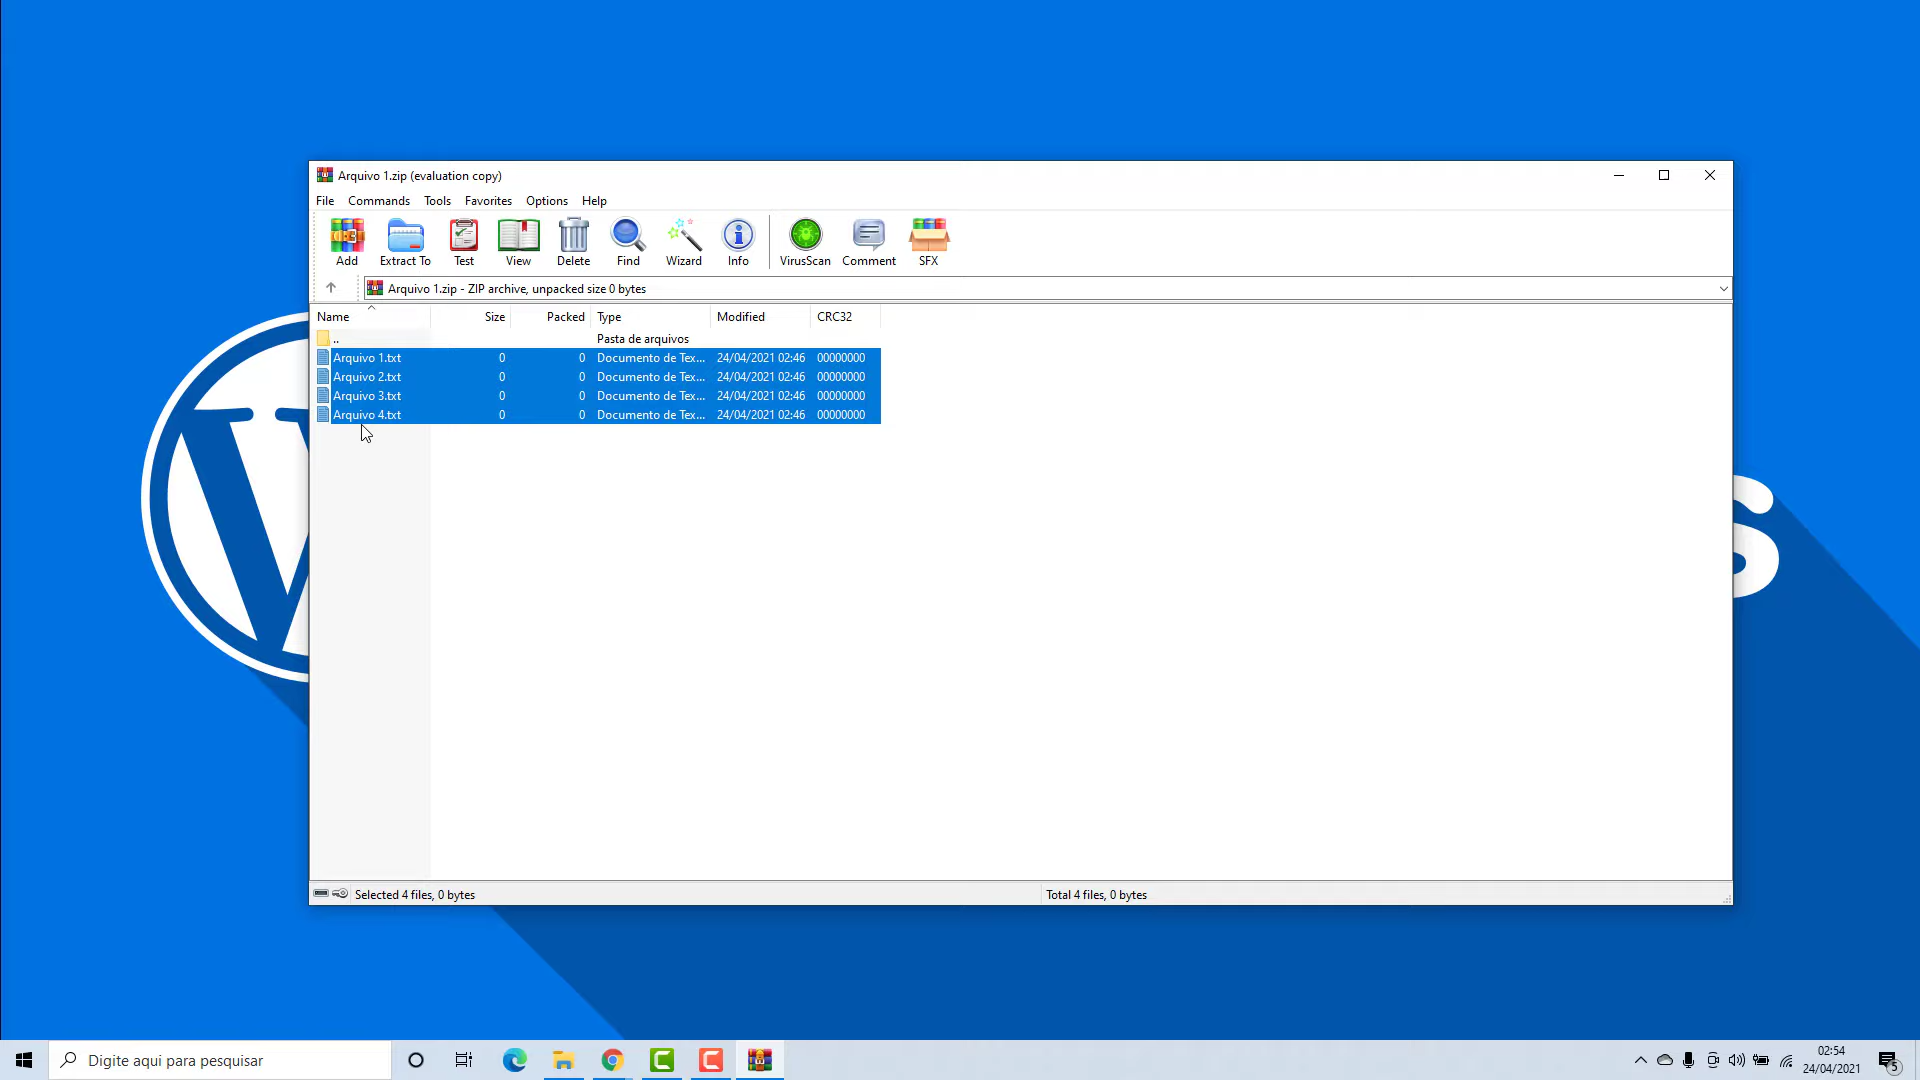 Arquivo 1.zip (evaluation copy)
File Commands Tools Favorites Options Help
Add Extract To Test View Delete Find Wizard Info VirusScan Comment SFX
Arquivo 1.zip - ZIP archive, unpacked size 0 bytes
Name Size Packed Type Modified CRC32
.. Pasta de arquivos
Arquivo 1.txt 0 0 Documento de Tex... 24/04/2021 02:46 00000000
Arquivo 2.txt 0 0 Documento de Tex... 24/04/2021 02:46 00000000
Arquivo 3.txt 0 0 Documento de Tex... 24/04/2021 02:46 00000000
Arquivo 4.txt 0 0 Documento de Tex... 24/04/2021 02:46 00000000
Selected 4 files, 0 bytes Total 4 files, 0 bytes
Digite aqui para pesquisar
02:54
24/04/2021
5